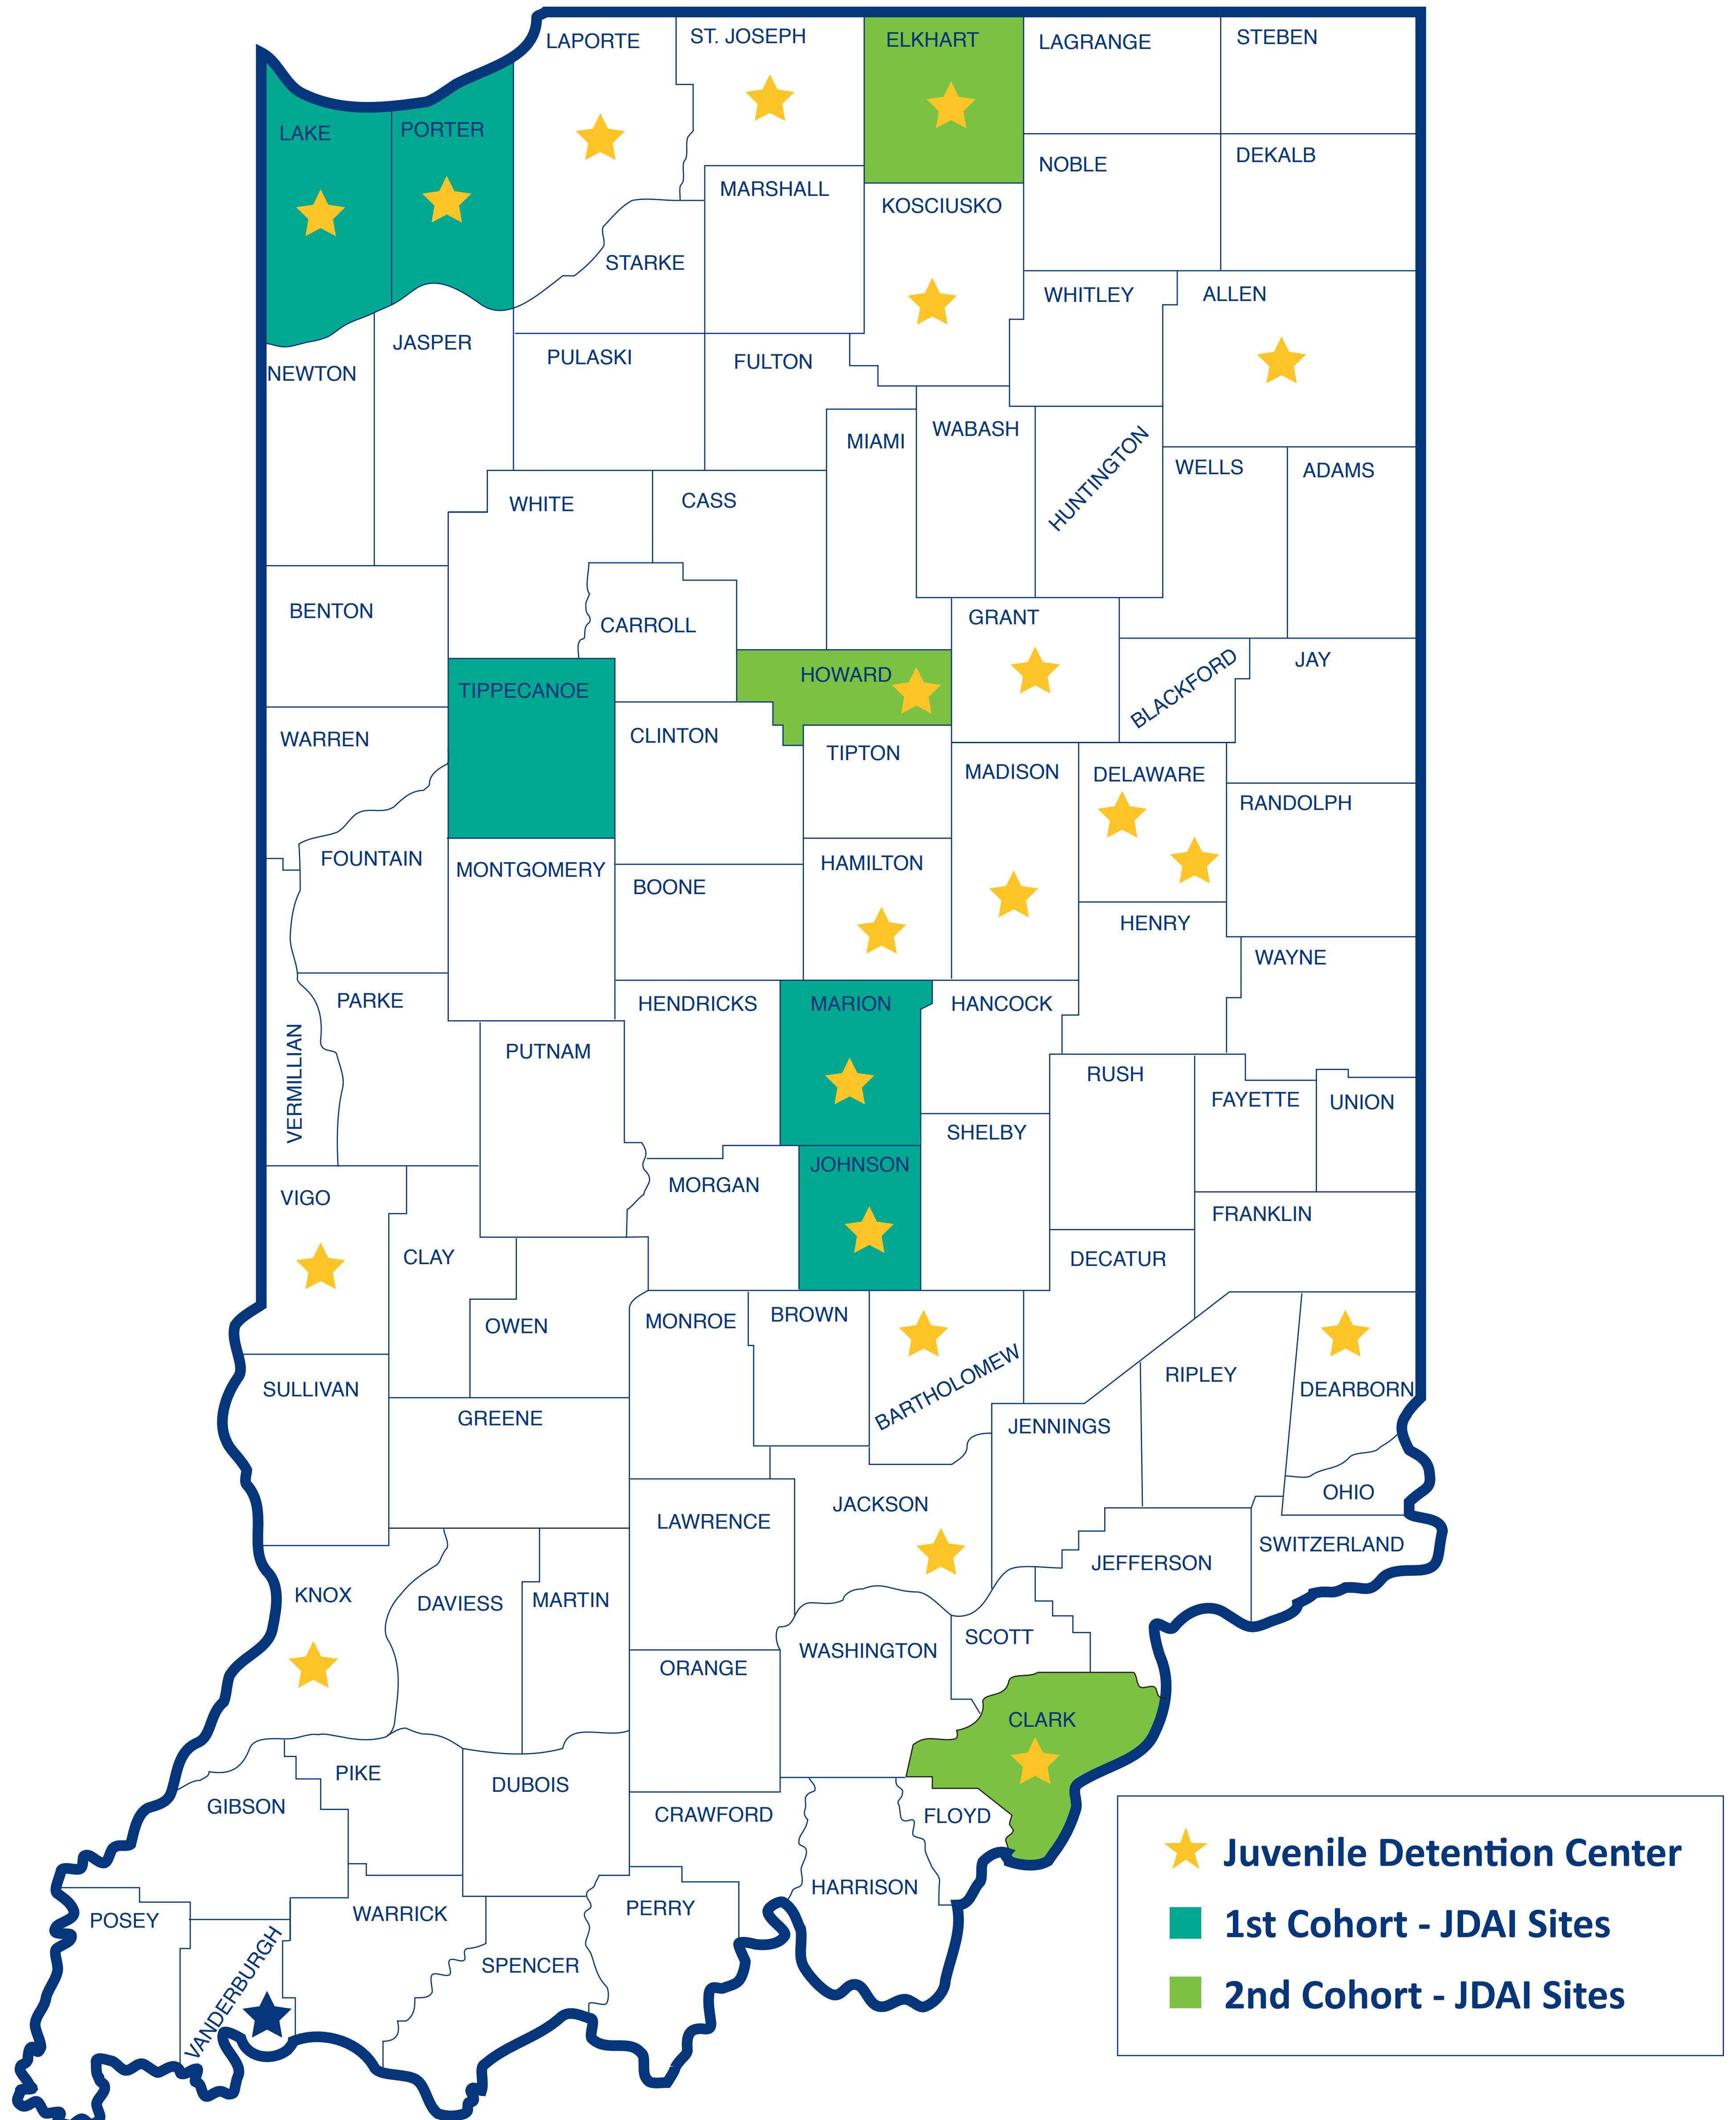 LAPORTE
ST. JOSEPH
ELKHART
LAGRANGE
STEBEN
LAKE
PORTER
NOBLE
DEKALB
MARSHALL
KOSCIUSKO
STARKE
WHITLEY
ALLEN
JASPER
NEWTON
PULASKI
FULTON
MIAMI
WABASH
HUNTINGTON
WELLS
ADAMS
WHITE
CASS
BENTON
CARROLL
GRANT
TIPPECANOE
HOWARD
BLACKFORD
JAY
WARREN
CLINTON
TIPTON
MADISON
DELAWARE
RANDOLPH
FOUNTAIN
MONTGOMERY
BOONE
HAMILTON
HENRY
WAYNE
PARKE
VERMILLIAN
HENDRICKS
MARION
HANCOCK
PUTNAM
RUSH
FAYETTE
UNION
SHELBY
JOHNSON
MORGAN
VIGO
FRANKLIN
CLAY
DECATUR
OWEN
MONROE
BROWN
BARTHOLOMEW
RIPLEY
DEARBORN
SULLIVAN
GREENE
JENNINGS
OHIO
LAWRENCE
JACKSON
SWITZERLAND
JEFFERSON
KNOX
DAVIESS
MARTIN
WASHINGTON
SCOTT
ORANGE
CLARK
PIKE
DUBOIS
GIBSON
CRAWFORD
FLOYD
HARRISON
POSEY
VANDERBURGH
WARRICK
PERRY
SPENCER
Juvenile Detention Center
1st Cohort - JDAI Sites
2nd Cohort - JDAI Sites